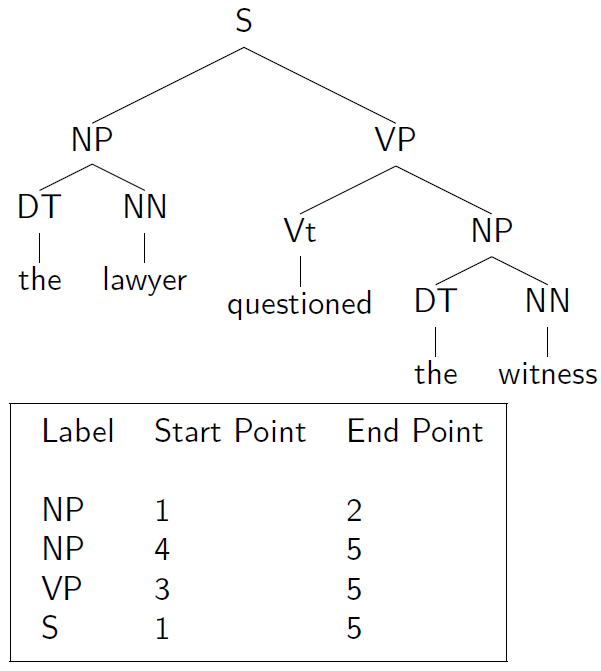 S
NP VP
DT NN
Vt NP
the lawyer
questioned
DT NN
the witness
Label Start Point End Point
NP 1 2
NP 4 5
VP 3 5
S 1 5